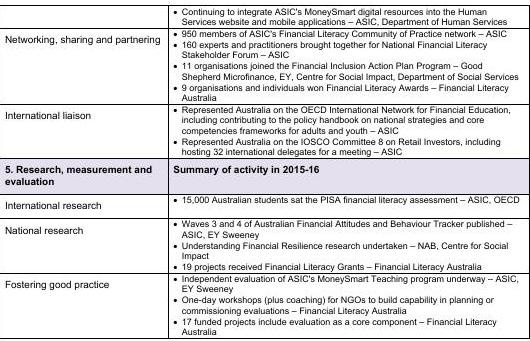 • Continuing to integrate ASIC's MoneySmart digital resources into the Human
Services website and mobile applications – ASIC, Department of Human Services
Networking, sharing and partnering
• 950 members of ASIC's Financial Literacy Community of Practice network – ASIC
• 160 experts and practitioners brought together for National Financial Literacy
Stakeholder Forum – ASIC
• 11 organisations joined the Financial Inclusion Action Plan Program – Good
Shepherd Microfinance, EY, Centre for Social Impact, Department of Social Services
• 9 organisations and individuals won Financial Literacy Awards – Financial Literacy
Australia
International liaison
• Represented Australia on the OECD International Network for Financial Education,
including contributing to the policy handbook on national strategies and core
competencies frameworks for adults and youth – ASIC
• Represented Australia on the IOSCO Committee 8 on Retail Investors, including
hosting 32 international delegates for a meeting – ASIC
5. Research, measurement and
evaluation
Summary of activity in 2015-16
International research
• 15,000 Australian students sat the PISA financial literacy assessment – ASIC, OECD
National research
• Waves 3 and 4 of Australian Financial Attitudes and Behaviour Tracker published –
ASIC, EY Sweeney
• Understanding Financial Resilience research undertaken – NAB, Centre for Social
Impact
• 19 projects received Financial Literacy Grants – Financial Literacy Australia
Fostering good practice
• Independent evaluation of ASIC's MoneySmart Teaching program underway – ASIC,
EY Sweeney
• One-day workshops (plus coaching) for NGOs to build capability in planning or
commissioning evaluations – Financial Literacy Australia
• 17 funded projects include evaluation as a core component – Financial Literacy
Australia